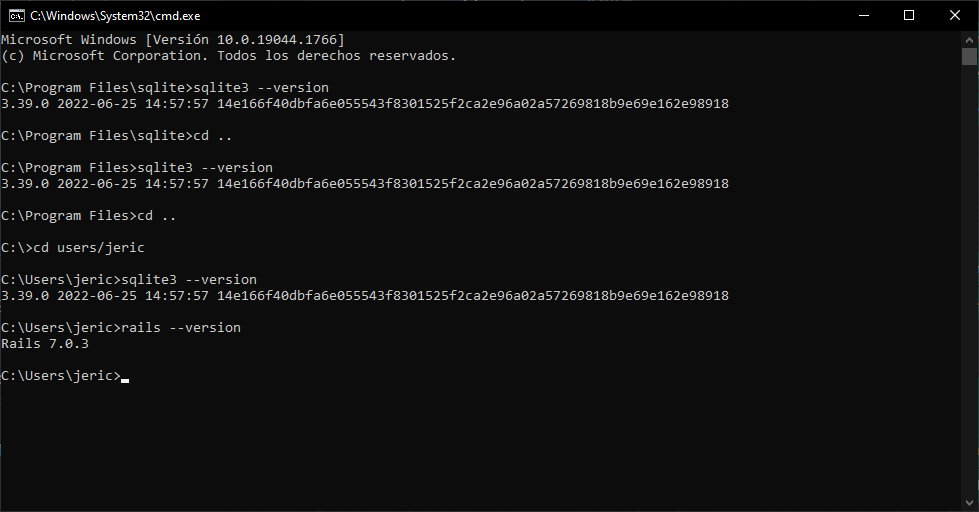 C:\Windows\System32\cmd.exe
Microsoft Windows [Versión 10.0.19044.1766]
(c) Microsoft Corporation. Todos los derechos reservados.
C:\Program Files\sqlite>sqlite3 --version
3.39.0 2022-06-25 14:57:57 14e166f40dbfa6e055543f8301525f2ca2e96a02a57269818b9e69e162e98918
C:\Program Files\sqlite>cd ..
C:\Program Files>sqlite3 --version
3.39.0 2022-06-25 14:57:57 14e166f40dbfa6e055543f8301525f2ca2e96a02a57269818b9e69e162e98918
C:\Program Files>cd ..
C:\>cd users/jeric
C:\Users\jeric>sqlite3 --version
3.39.0 2022-06-25 14:57:57 14e166f40dbfa6e055543f8301525f2ca2e96a02a57269818b9e69e162e98918
C:\Users\jeric>rails --version
Rails 7.0.3
C:\Users\jeric>